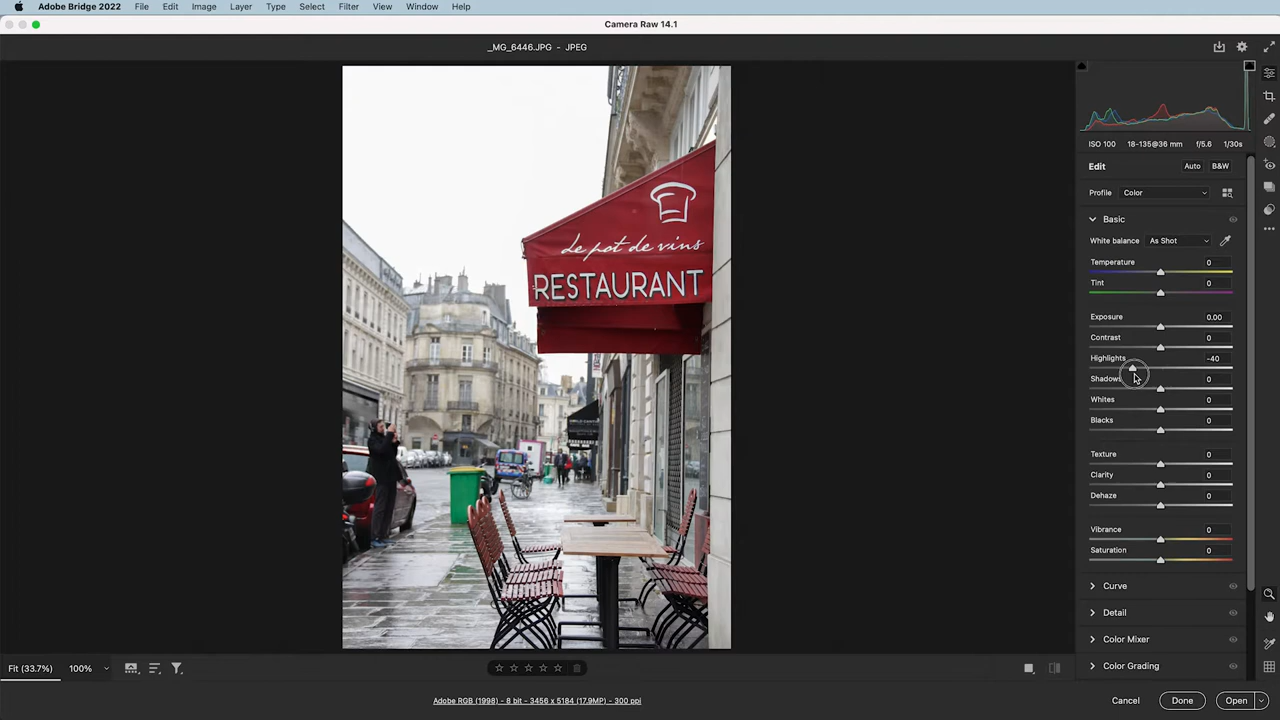 Adobe Bridge 2022 File Edit Image Layer Type Select Filter View Window Help
Camera Raw 14.1
_MG_6446.JPG - JPEG
ISO 100 18-135@36 mm f/5.6 1/30s
Edit Auto B&W
Profile Color
Basic
White balance As Shot
Temperature 0
Tint 0
Exposure 0.00
Contrast 0
Highlights -40
Shadows 0
Whites 0
Blacks 0
Texture 0
Clarity 0
Dehaze 0
Vibrance 0
Saturation 0
Curve
Detail
Color Mixer
Color Grading
de pot de vins
RESTAURANT
Fit (33.7%) 100%
Adobe RGB (1998) - 8 bit - 3456 x 5184 (17.9MP) - 300 ppi
Cancel Done Open